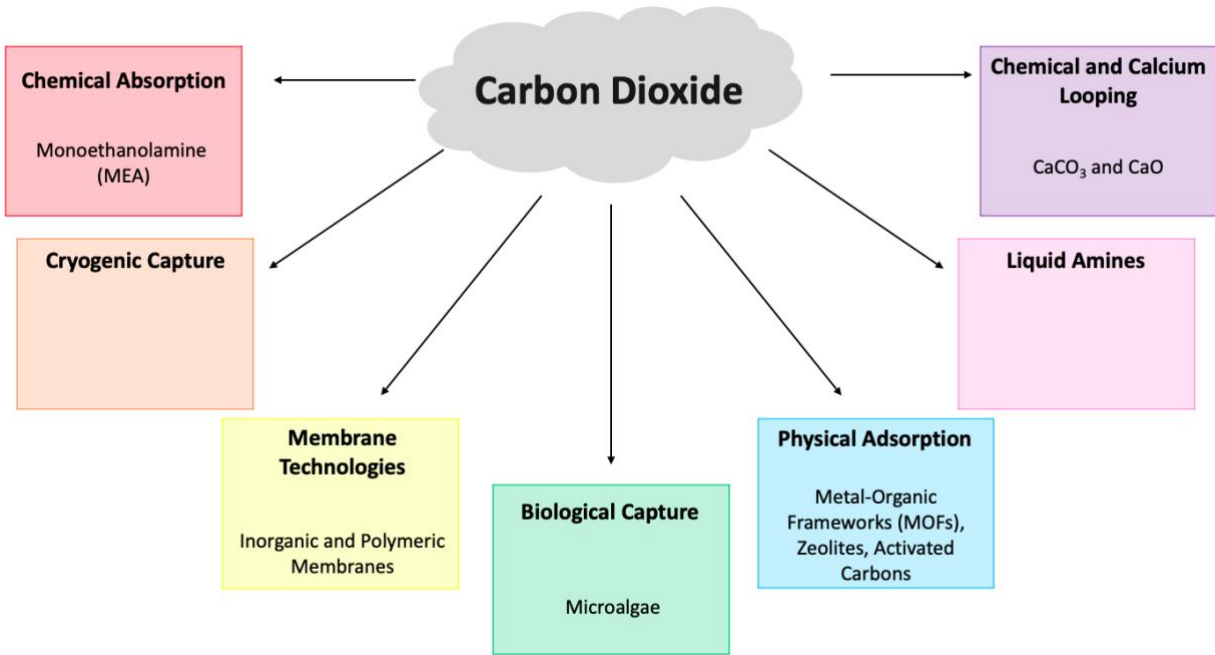 Carbon Dioxide
Chemical Absorption
Monoethanolamine
(MEA)
Cryogenic Capture
Membrane
Technologies
Inorganic and Polymeric
Membranes
Biological Capture
Microalgae
Physical Adsorption
Metal-Organic
Frameworks (MOFs),
Zeolites, Activated
Carbons
Liquid Amines
Chemical and Calcium
Looping
CaCO₃ and CaO